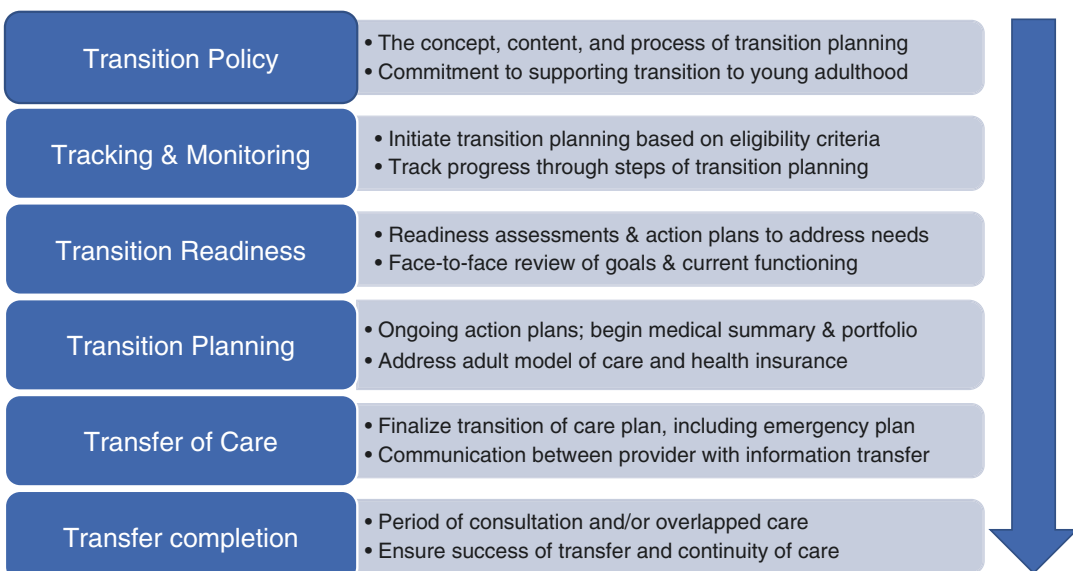 Transition Policy
• The concept, content, and process of transition planning
• Commitment to supporting transition to young adulthood
Tracking & Monitoring
• Initiate transition planning based on eligibility criteria
• Track progress through steps of transition planning
Transition Readiness
• Readiness assessments & action plans to address needs
• Face-to-face review of goals & current functioning
Transition Planning
• Ongoing action plans; begin medical summary & portfolio
• Address adult model of care and health insurance
Transfer of Care
• Finalize transition of care plan, including emergency plan
• Communication between provider with information transfer
Transfer completion
• Period of consultation and/or overlapped care
• Ensure success of transfer and continuity of care